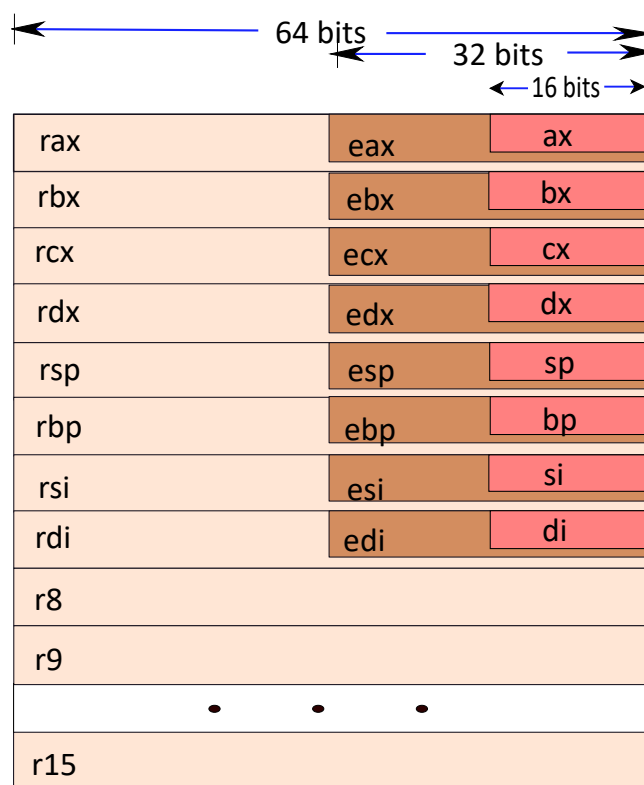 64 bits
32 bits
16 bits
rax eax ax
rbx ebx bx
rcx ecx cx
rdx edx dx
rsp esp sp
rbp ebp bp
rsi esi si
rdi edi di
r8
r9
r15